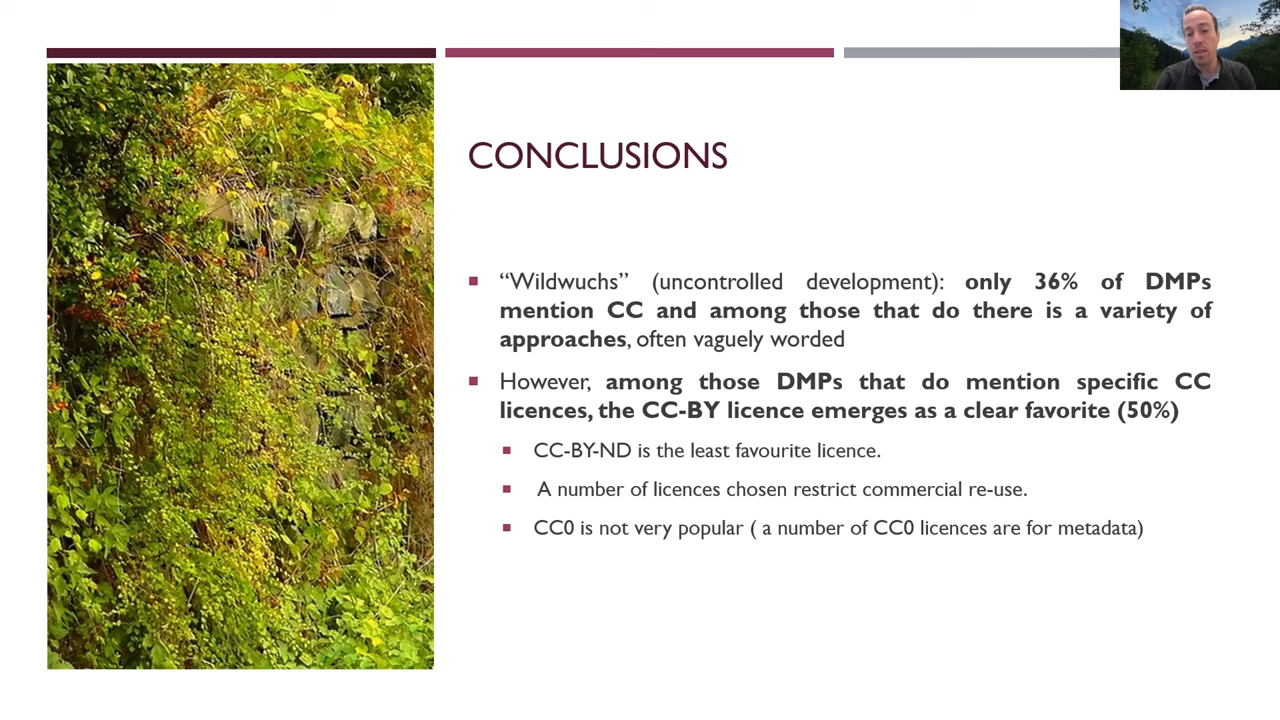 CONCLUSIONS
“Wildwuchs” (uncontrolled development): only 36% of DMPs
mention CC and among those that do there is a variety of
approaches, often vaguely worded
However, among those DMPs that do mention specific CC
licences, the CC-BY licence emerges as a clear favorite (50%)
CC-BY-ND is the least favourite licence.
A number of licences chosen restrict commercial re-use.
CC0 is not very popular ( a number of CC0 licences are for metadata)